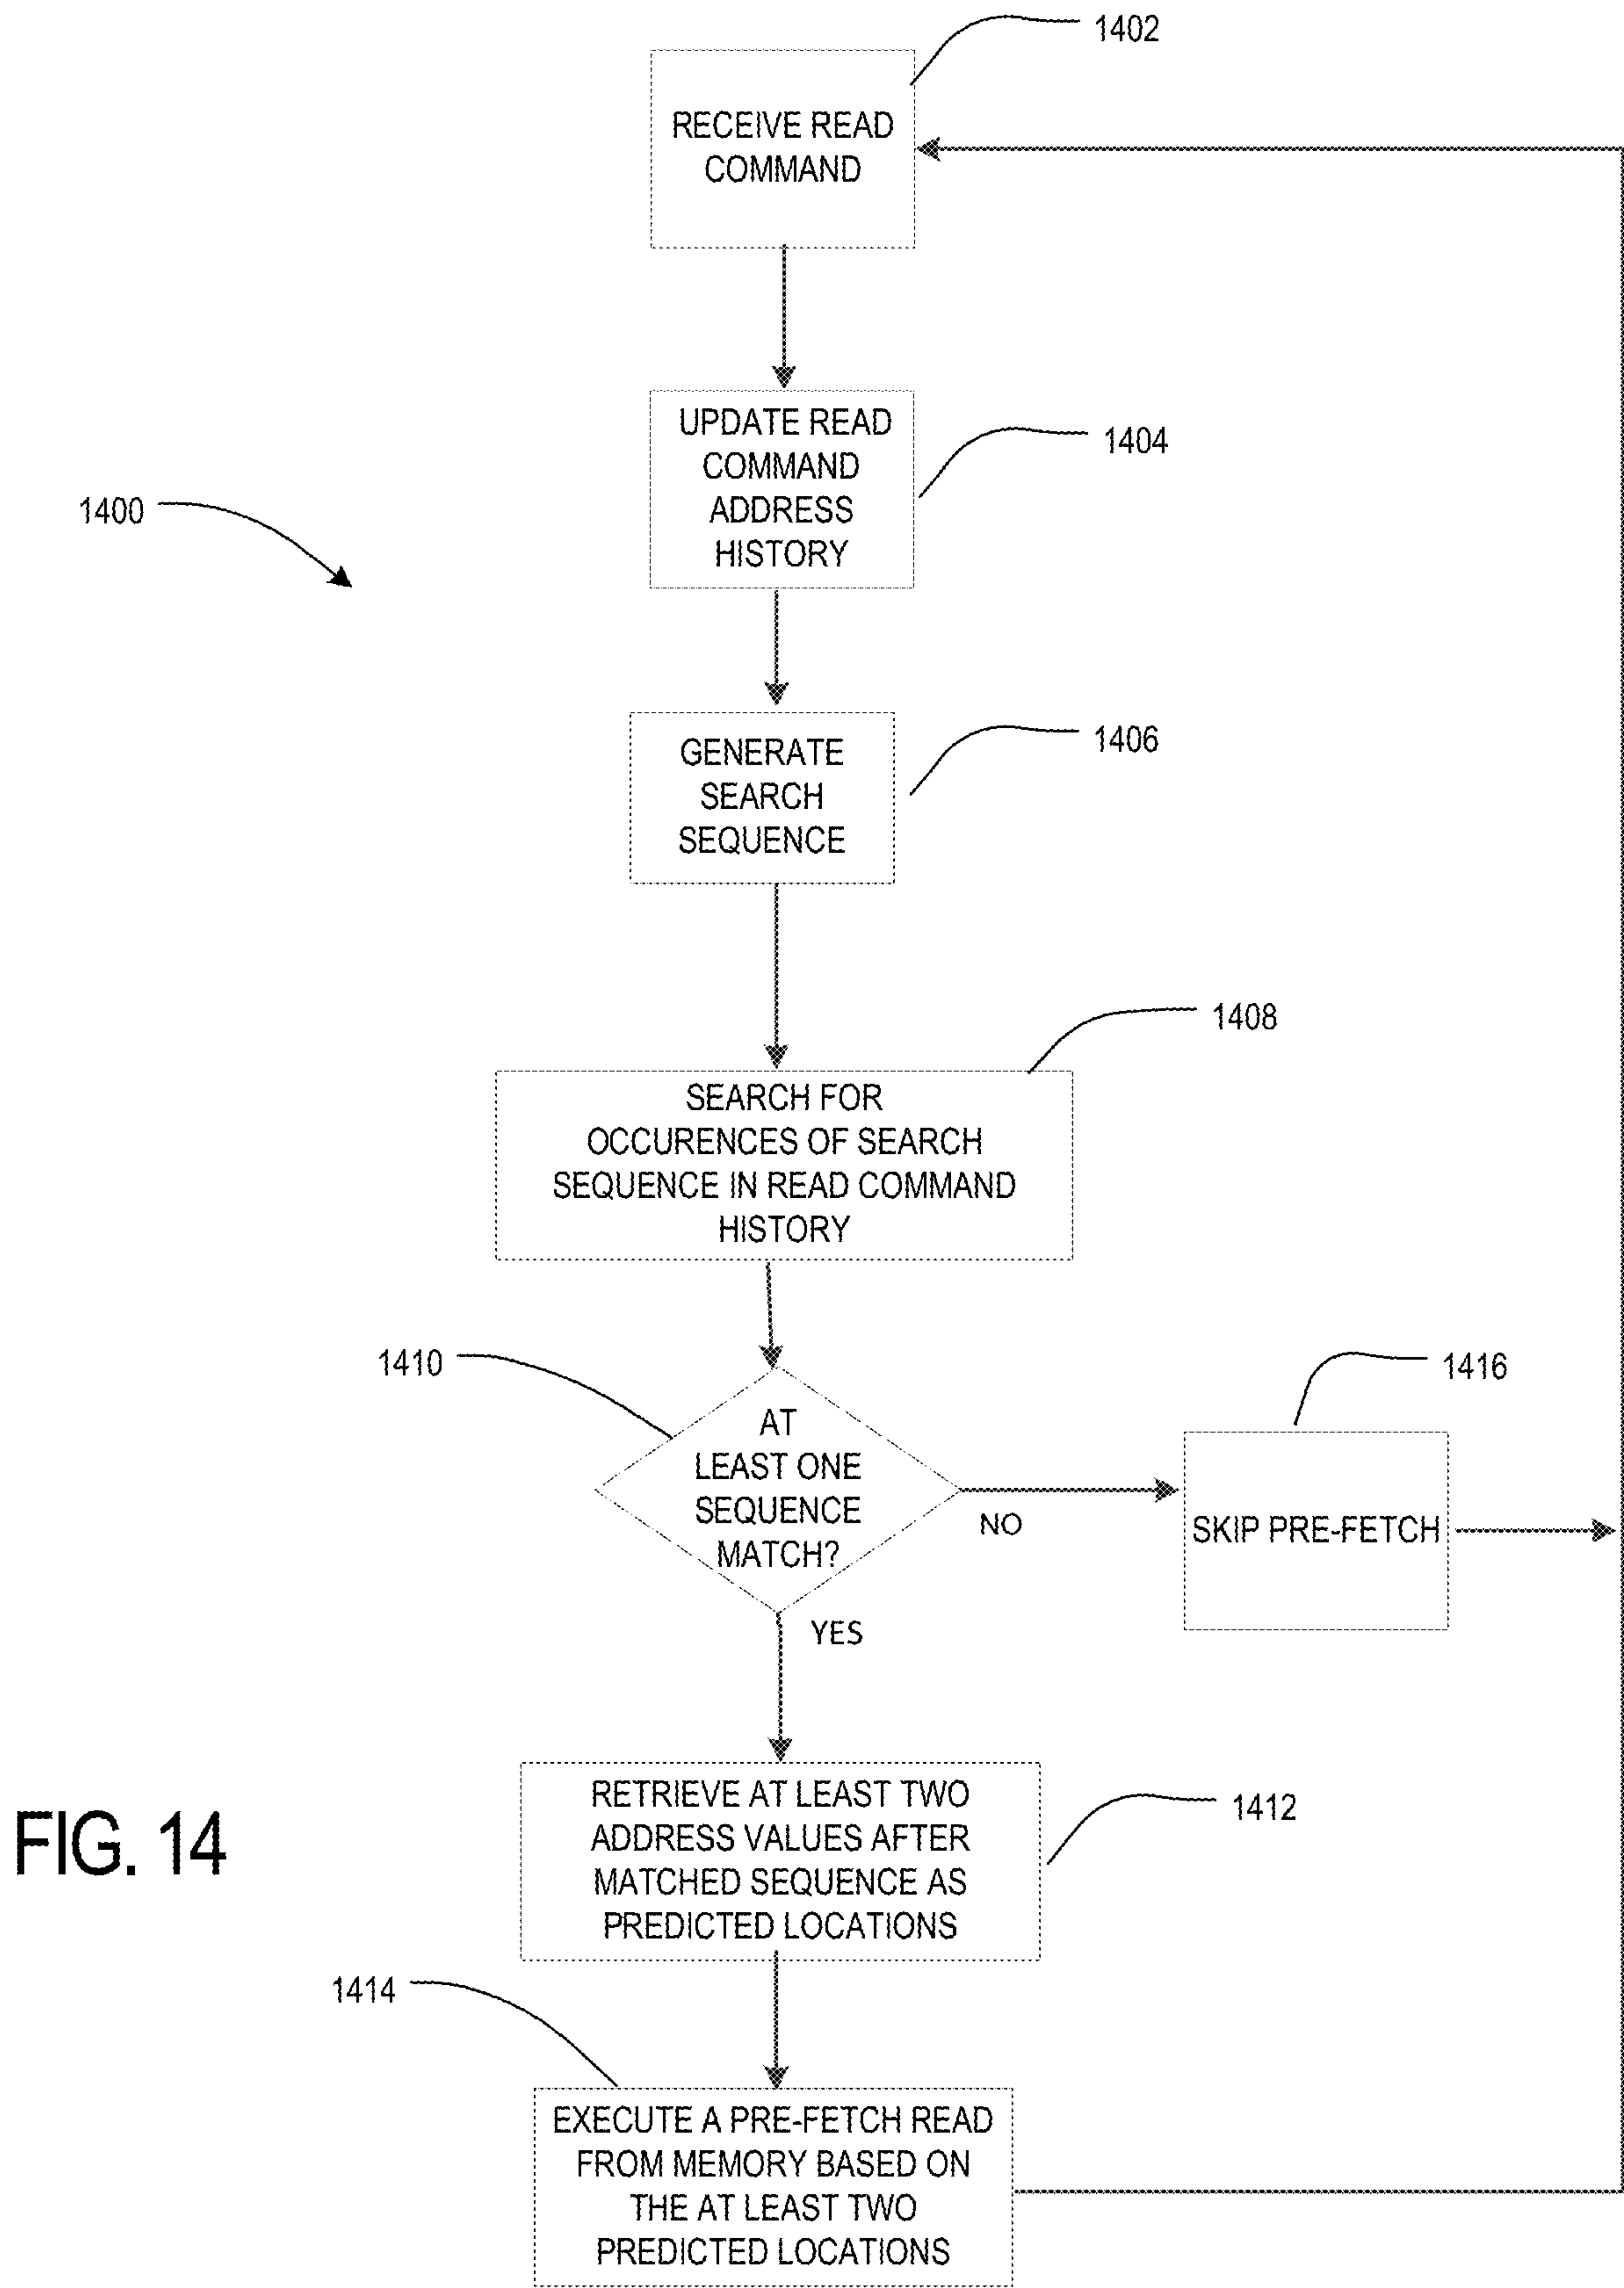 1402
RECEIVE READ
COMMAND
UPDATE READ
COMMAND
ADDRESS
HISTORY
1404
1400
GENERATE
SEARCH
SEQUENCE
1406
1408
SEARCH FOR
OCCURENCES OF SEARCH
SEQUENCE IN READ COMMAND
HISTORY
1410
AT
LEAST ONE
SEQUENCE
MATCH?
NO
1416
SKIP PRE-FETCH
YES
RETRIEVE AT LEAST TWO
ADDRESS VALUES AFTER
MATCHED SEQUENCE AS
PREDICTED LOCATIONS
1412
FIG. 14
1414
EXECUTE A PRE-FETCH READ
FROM MEMORY BASED ON
THE AT LEAST TWO
PREDICTED LOCATIONS